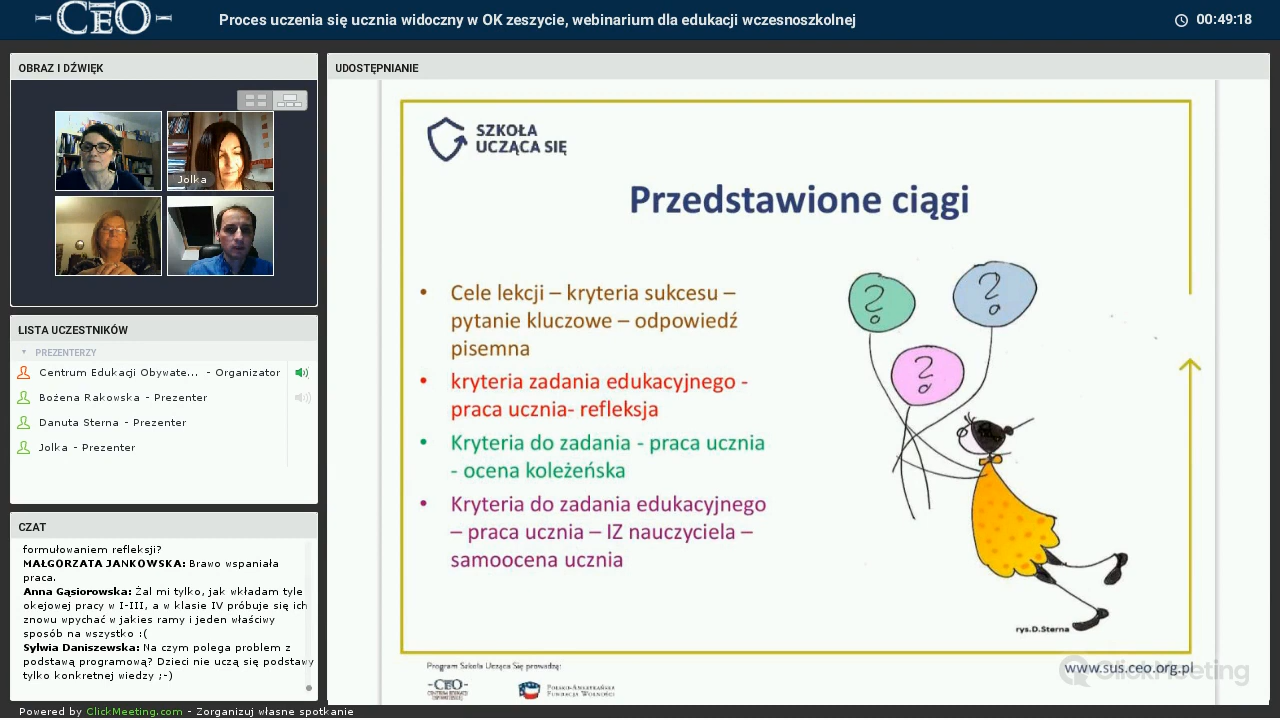 CEO
Proces uczenia się ucznia widoczny w OK zeszycie, webinarium dla edukacji wczesnoszkolnej
00:49:18
OBRAZ I DŹWIĘK
Jolka
LISTA UCZESTNIKÓW
PREZENTERZY
Centrum Edukacji Obywate... - Organizator
Bożena Rakowska - Prezenter
Danuta Sterna - Prezenter
Jolka - Prezenter
CZAT
formułowaniem refleksji?
MAŁGORZATA JANKOWSKA: Brawo wspaniała
praca.
Anna Gąsiorowska: Żal mi tylko, jak wkładam tyle
okejowej pracy w I-III, a w klasie IV próbuje się ich
znowu wpychać w jakies ramy i jeden właściwy
sposób na wszystko :(
Sylwia Daniszewska: Na czym polega problem z
podstawą programową? Dzieci nie uczą się podstawy
tylko konkretnej wiedzy ;-)
Powered by ClickMeeting.com - Zorganizuj własne spotkanie
UDOSTĘPNIANIE
SZKOŁA
UCZĄCA SIĘ
Przedstawione ciągi
• Cele lekcji – kryteria sukcesu –
pytanie kluczowe – odpowiedź
pisemna
• kryteria zadania edukacyjnego -
praca ucznia- refleksja
• Kryteria do zadania - praca ucznia
- ocena koleżeńska
• Kryteria do zadania edukacyjnego
– praca ucznia – IZ nauczyciela –
samoocena ucznia
? ? ?
rys.D.Sterna
Program Szkoła Ucząca Się prowadzą:
CEO
CENTRUM EDUKACJI
OBYWATELSKIEJ
Polsko-Amerykańska
Fundacja Wolności
www.sus.ceo.org.pl
ClickMeeting